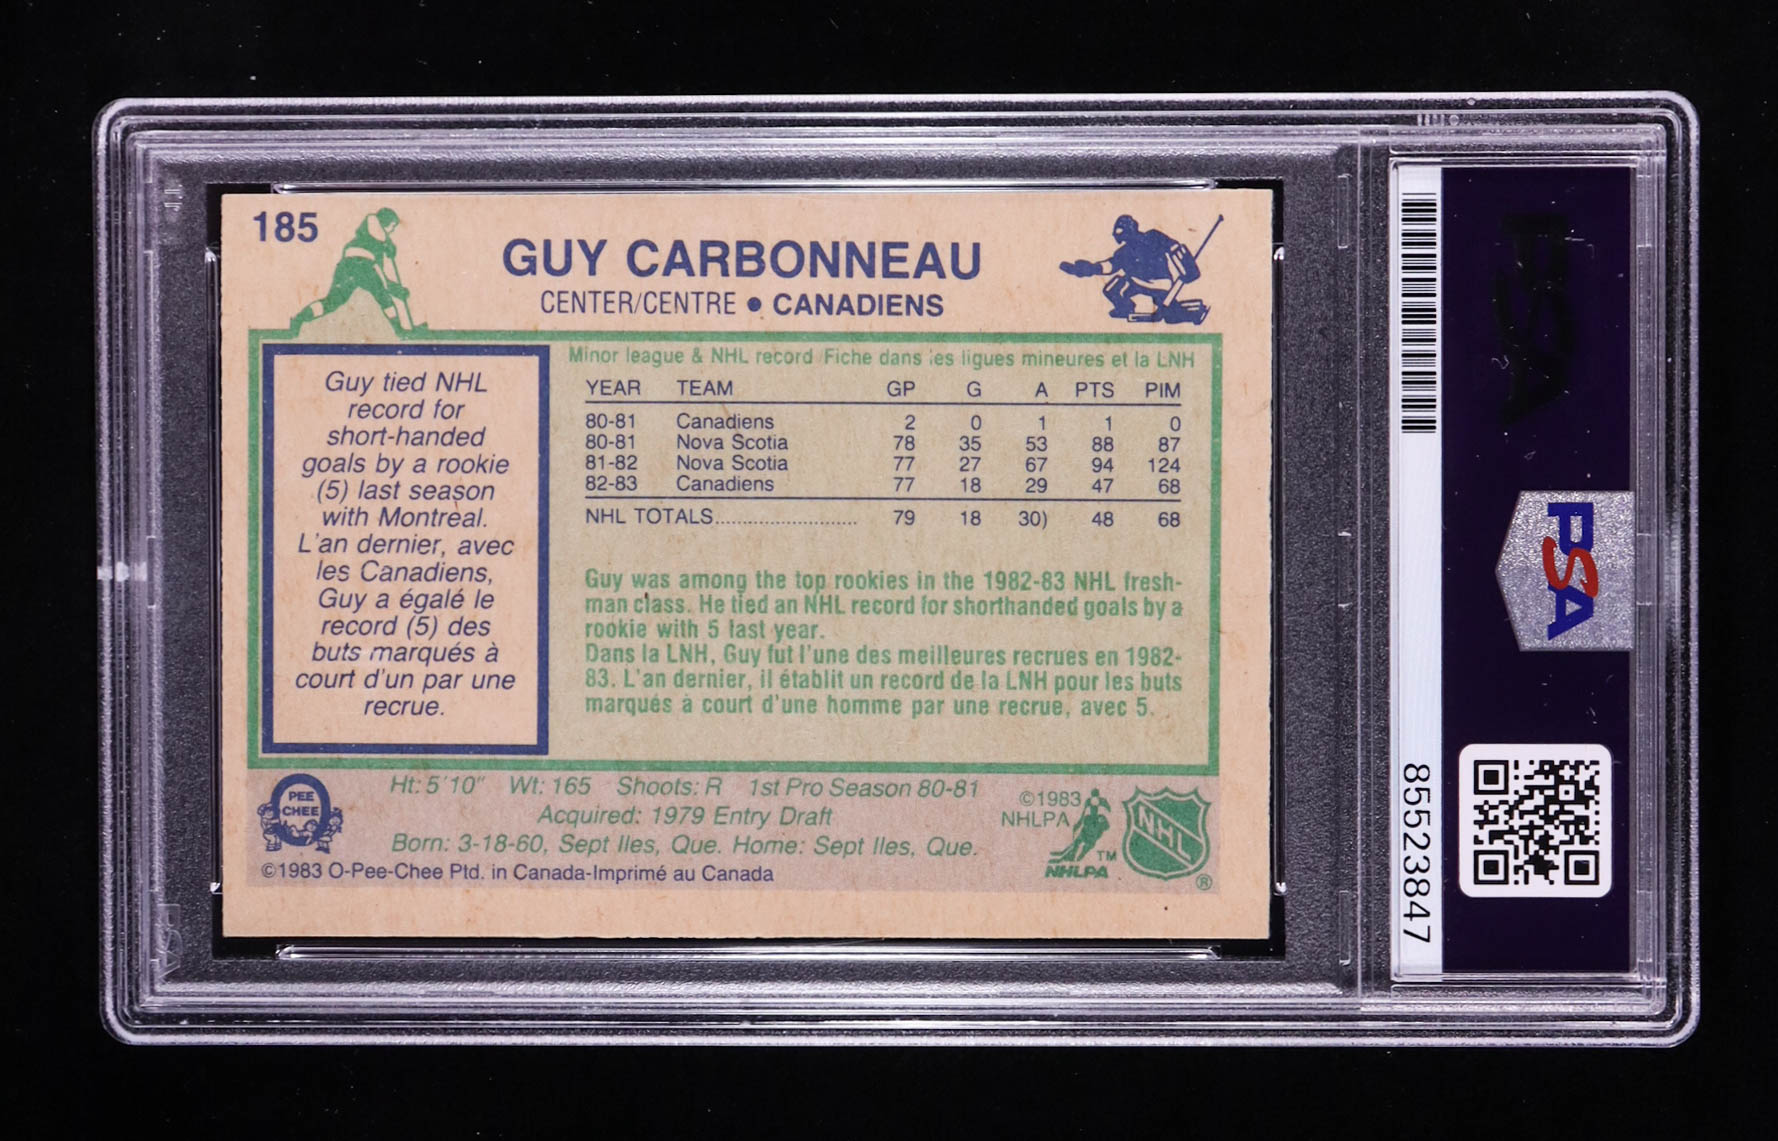 185
GUY CARBONNEAU
CENTER/CENTRE • CANADIENS
Guy tied NHL
record for
short-handed
goals by a rookie
(5) last season
with Montreal.
L'an dernier, avec
les Canadiens,
Guy a égalé le
record (5) des
buts marqués à
court d'un par une
recrue.
Minor league & NHL record Fiche dans les ligues mineures et la LNH
YEAR TEAM GP G A PTS PIM
80-81 Canadiens 2 0 1 1 0
80-81 Nova Scotia 78 35 53 88 87
81-82 Nova Scotia 77 27 67 94 124
82-83 Canadiens 77 18 29 47 68
NHL TOTALS........................... 79 18 30) 48 68
Guy was among the top rookies in the 1982-83 NHL fresh-
man class. He tied an NHL record for shorthanded goals by a
rookie with 5 last year.
Dans la LNH, Guy fut l'une des meilleures recrues en 1982-
83. L'an dernier, il établit un record de la LNH pour les buts
marqués à court d'une homme par une recrue, avec 5.
O PEE
CHEE
Ht: 5'10" Wt: 165 Shoots: R 1st Pro Season 80-81
Acquired: 1979 Entry Draft
Born: 3-18-60, Sept Iles, Que. Home: Sept Iles, Que.
©1983 O-Pee-Chee Ptd. in Canada-Imprimé au Canada
©1983
NHLPA
TM
NHLPA
NHL
®
85523847
PSA
PSA